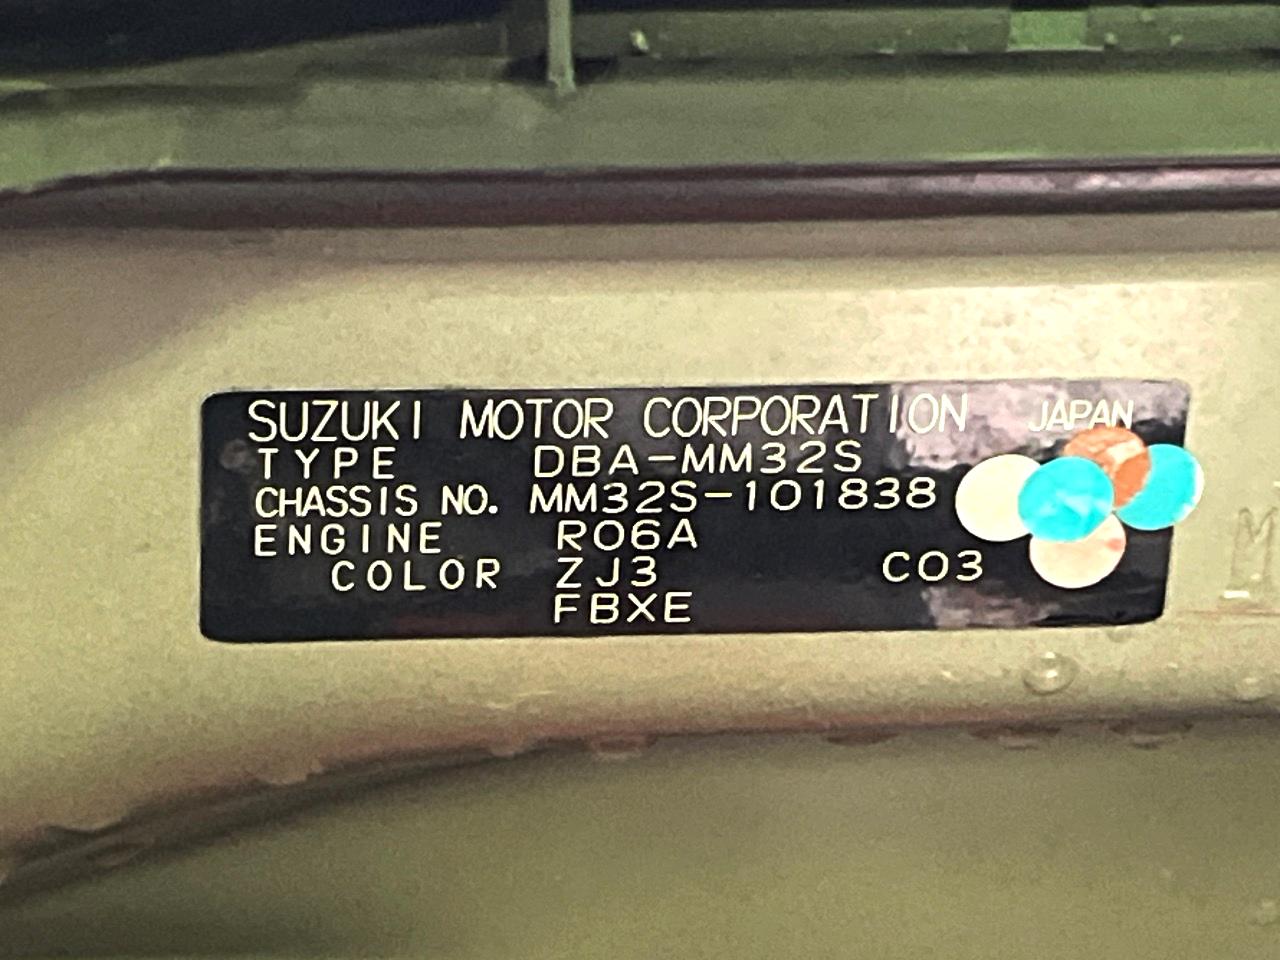 SUZUKI MOTOR CORPORATION JAPAN
TYPE DBA-MM32S
CHASSIS NO. MM32S-101838
ENGINE R06A
COLOR ZJ3 C03
FBXE
M